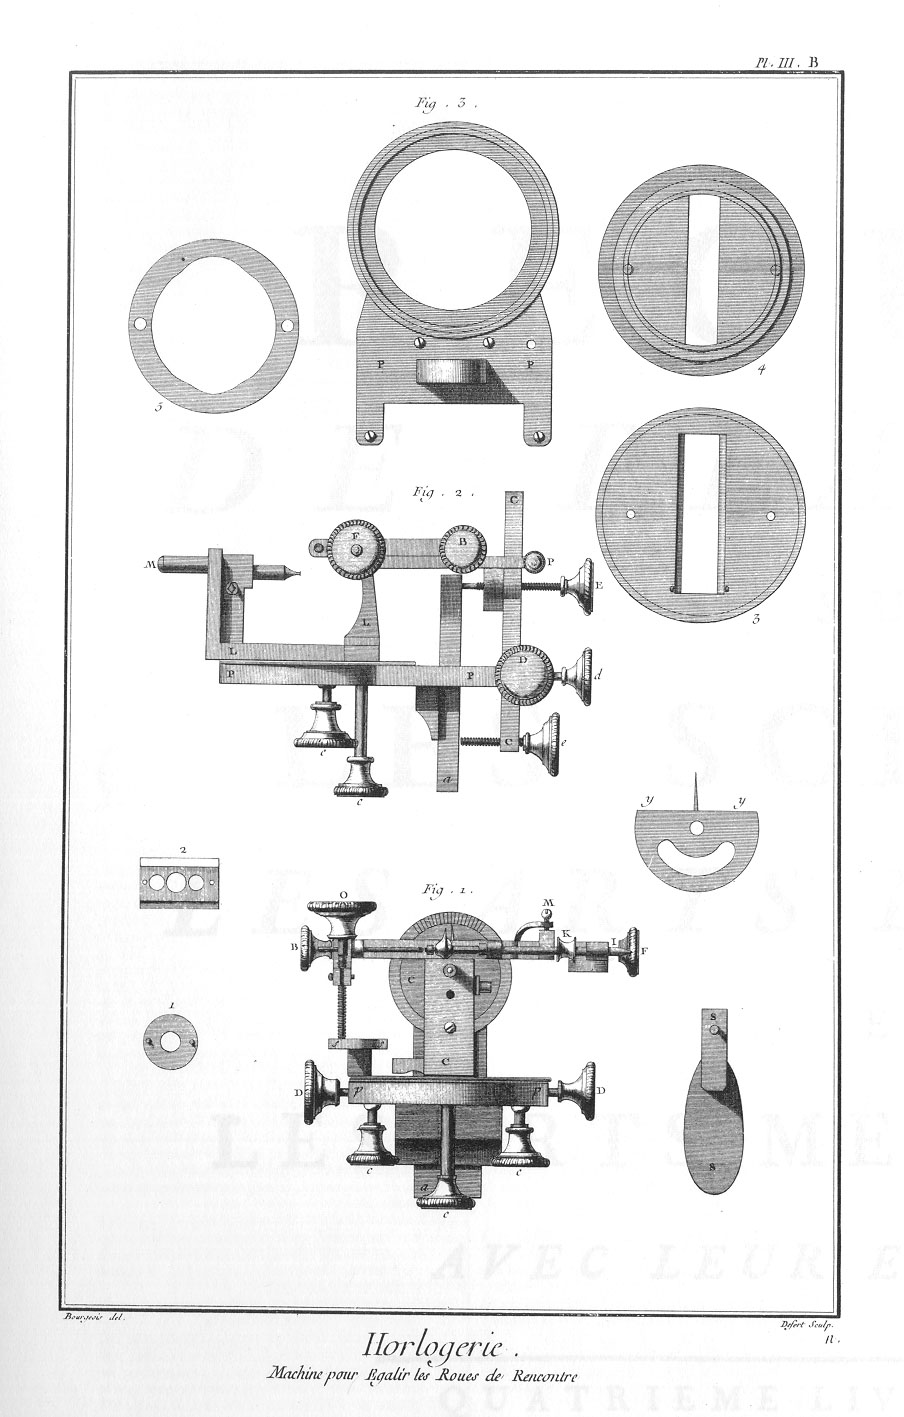 Pl. III. B
Fig. 3.
P P
5
4
Fig. 2.
C
F B
M P
E
L
3
L
P P D d
C e
c
a
c
y y
2
Fig. 1.
O
M
B K I F
C
1
S
f f
C
D p D
c c
a
c
S
Bourgeois del.
Defert Sculp.
R.
Horlogerie.
Machine pour Egalir les Roues de Rencontre